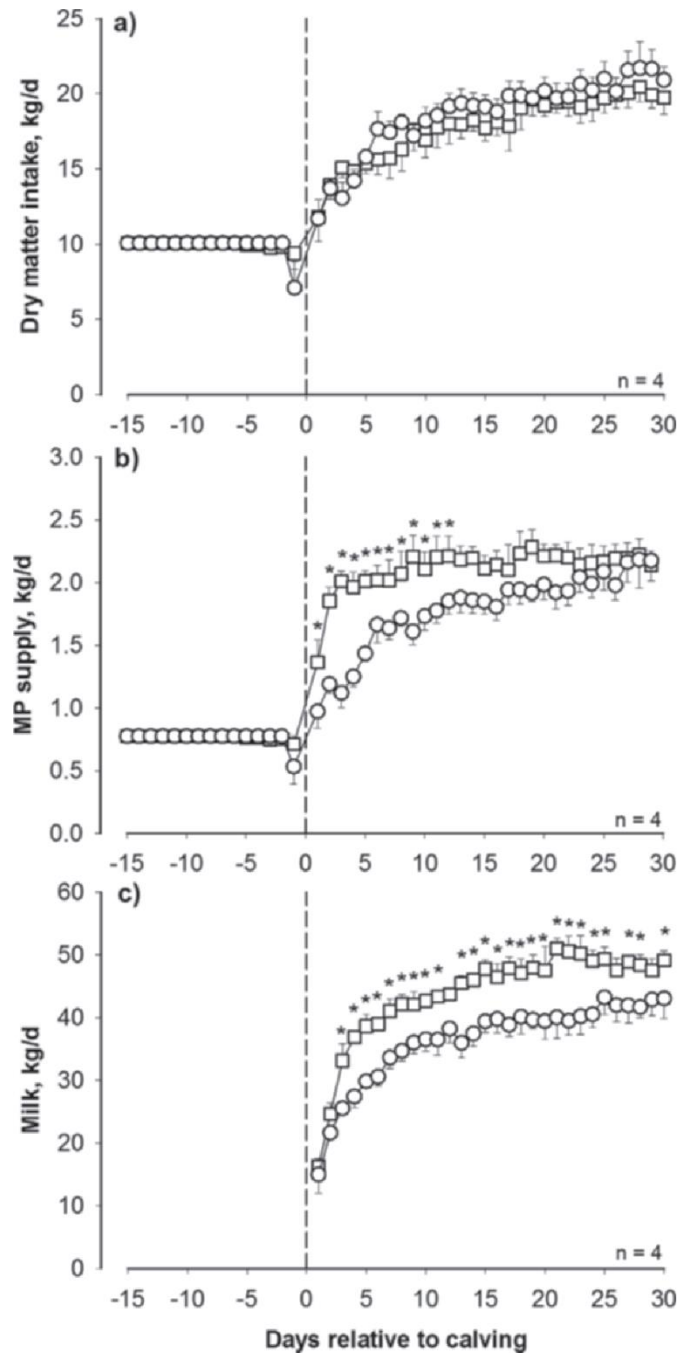 a)
Dry matter intake, kg/d
25
20
15
10
5
0
n = 4
-15 -10 -5 0 5 10 15 20 25 30
b)
MP supply, kg/d
3.0
2.5
2.0
1.5
1.0
0.5
0.0
* * * * * * * * * * * *
n = 4
-15 -10 -5 0 5 10 15 20 25 30
c)
Milk, kg/d
60
50
40
30
20
10
0
* * * * * * * * * * * * * * * * * * * * * * * * *
n = 4
-15 -10 -5 0 5 10 15 20 25 30
Days relative to calving